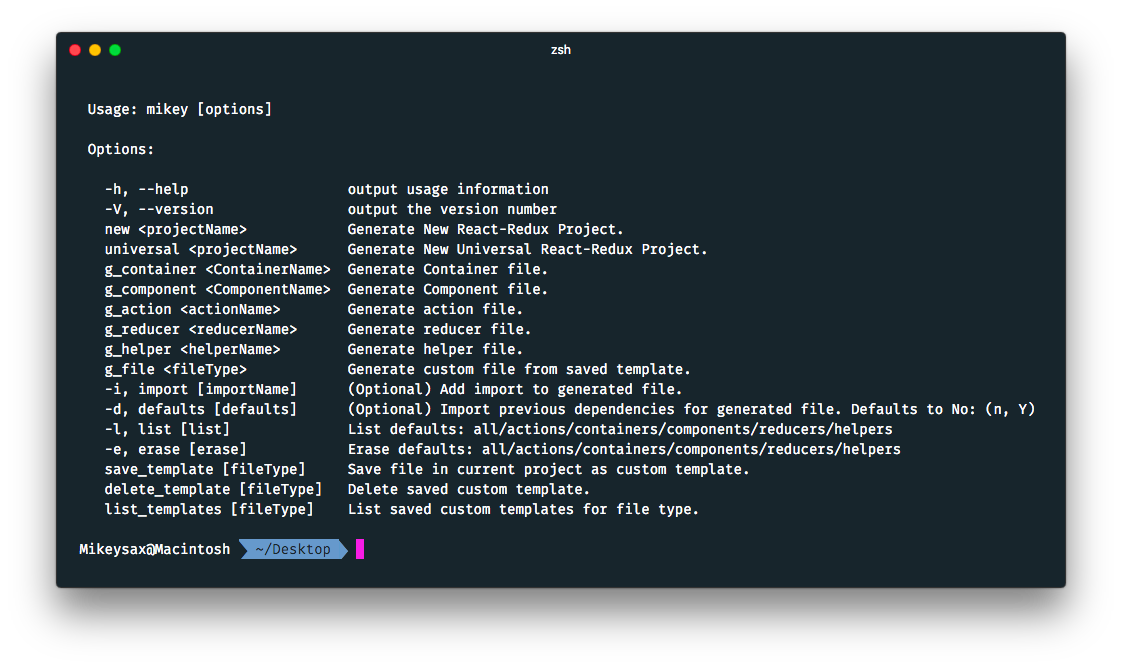 zsh
Usage: mikey [options]
Options:
-h, --help output usage information
-V, --version output the version number
new <projectName> Generate New React-Redux Project.
universal <projectName> Generate New Universal React-Redux Project.
g_container <ContainerName> Generate Container file.
g_component <ComponentName> Generate Component file.
g_action <actionName> Generate action file.
g_reducer <reducerName> Generate reducer file.
g_helper <helperName> Generate helper file.
g_file <fileType> Generate custom file from saved template.
-i, import [importName] (Optional) Add import to generated file.
-d, defaults [defaults] (Optional) Import previous dependencies for generated file. Defaults to No: (n, Y)
-l, list [list] List defaults: all/actions/containers/components/reducers/helpers
-e, erase [erase] Erase defaults: all/actions/containers/components/reducers/helpers
save_template [fileType] Save file in current project as custom template.
delete_template [fileType] Delete saved custom template.
list_templates [fileType] List saved custom templates for file type.
Mikeysax@Macintosh ~/Desktop